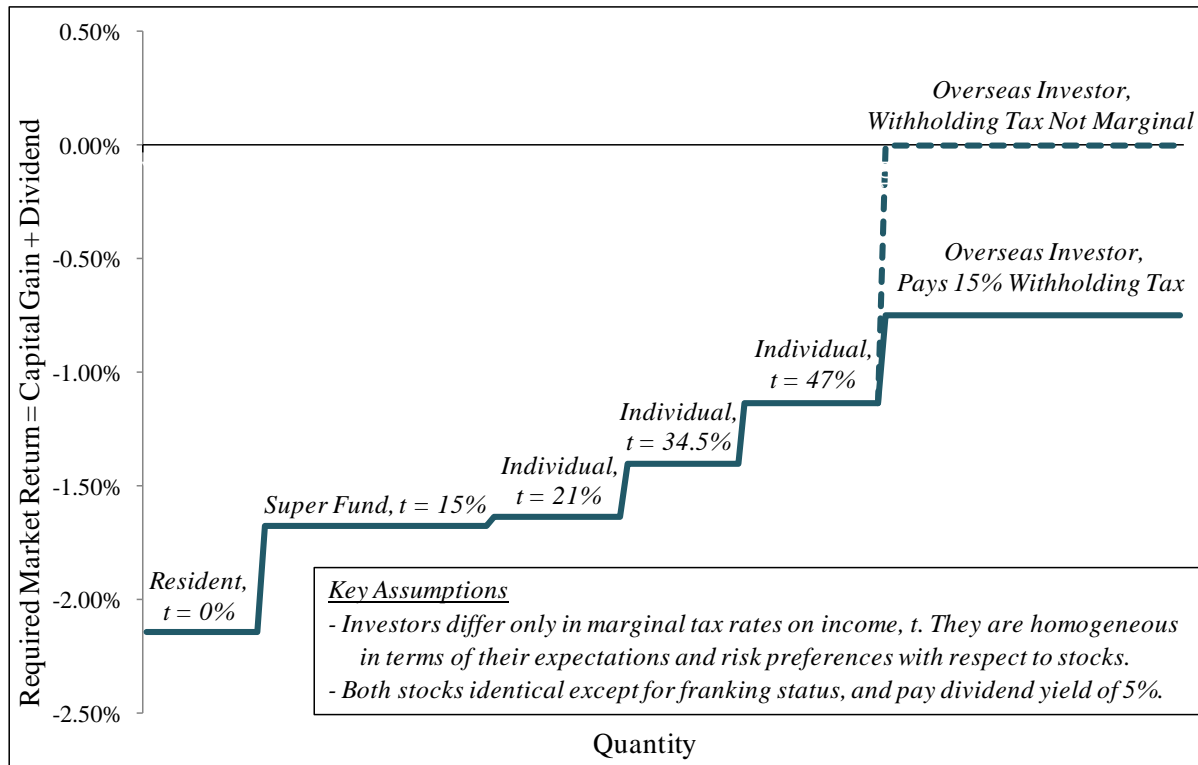 Required Market Return = Capital Gain + Dividend
0.50%
0.00%
-0.50%
-1.00%
-1.50%
-2.00%
-2.50%
Overseas Investor,
Withholding Tax Not Marginal
Overseas Investor,
Pays 15% Withholding Tax
Individual,
t = 47%
Individual,
t = 34.5%
Individual,
t = 21%
Super Fund, t = 15%
Resident,
t = 0%
Key Assumptions
- Investors differ only in marginal tax rates on income, t. They are homogeneous
in terms of their expectations and risk preferences with respect to stocks.
- Both stocks identical except for franking status, and pay dividend yield of 5%.
Quantity